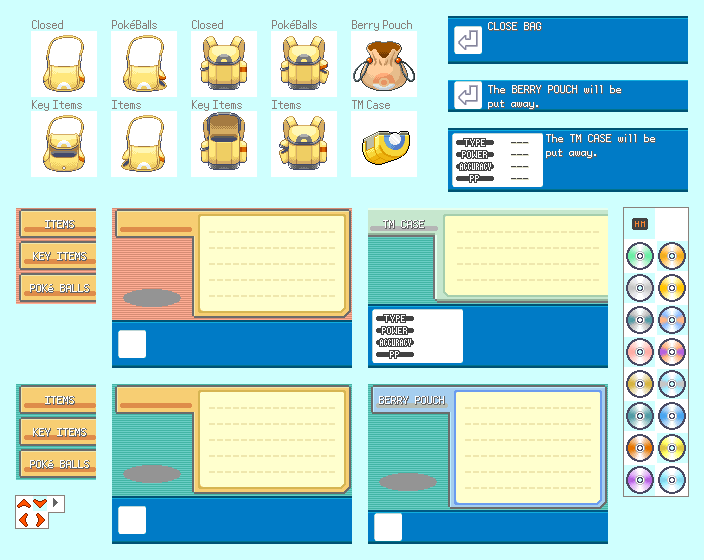 Closed PokéBalls Closed PokéBalls Berry Pouch
CLOSE BAG
Key Items Items Key Items Items TM Case
The BERRY POUCH will be
put away.
TYPE ---
POWER ---
ACCURACY ---
PP ---
The TM CASE will be
put away.
ITEMS
KEY ITEMS
POKé BALLS
TM CASE
TYPE
POWER
ACCURACY
PP
HM
ITEMS
KEY ITEMS
POKé BALLS
BERRY POUCH